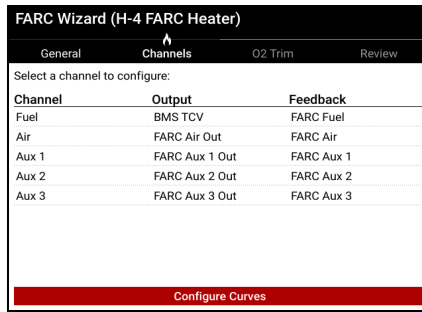 FARC Wizard (H-4 FARC Heater)
General Channels O2 Trim Review
Select a channel to configure:
Channel Output Feedback
Fuel BMS TCV FARC Fuel
Air FARC Air Out FARC Air
Aux 1 FARC Aux 1 Out FARC Aux 1
Aux 2 FARC Aux 2 Out FARC Aux 2
Aux 3 FARC Aux 3 Out FARC Aux 3
Configure Curves